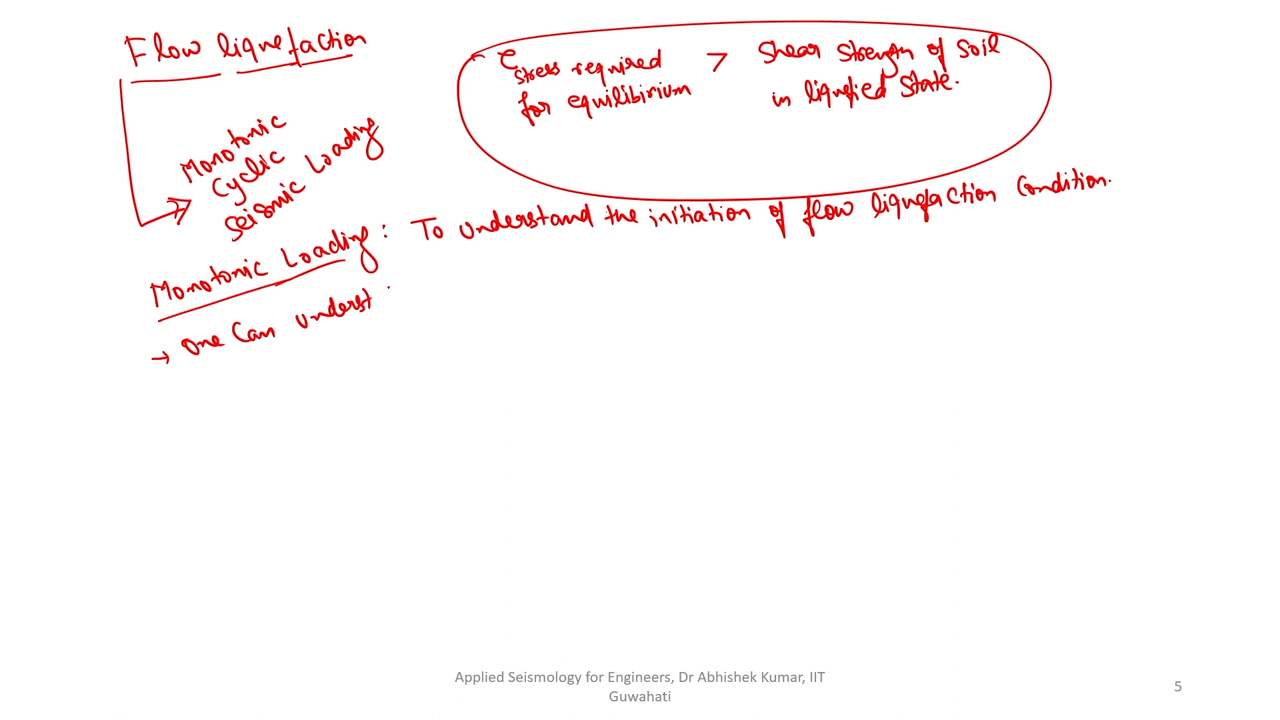 Flow liquefaction
τ stress required > Shear strength of soil
for equilibirium in liquified state.
Monotonic
Cyclic
Seismic Loading
Monotonic Loading : To understand the initiation of flow liquefaction Condition.
→ One Can underst
Applied Seismology for Engineers, Dr Abhishek Kumar, IIT
Guwahati
5